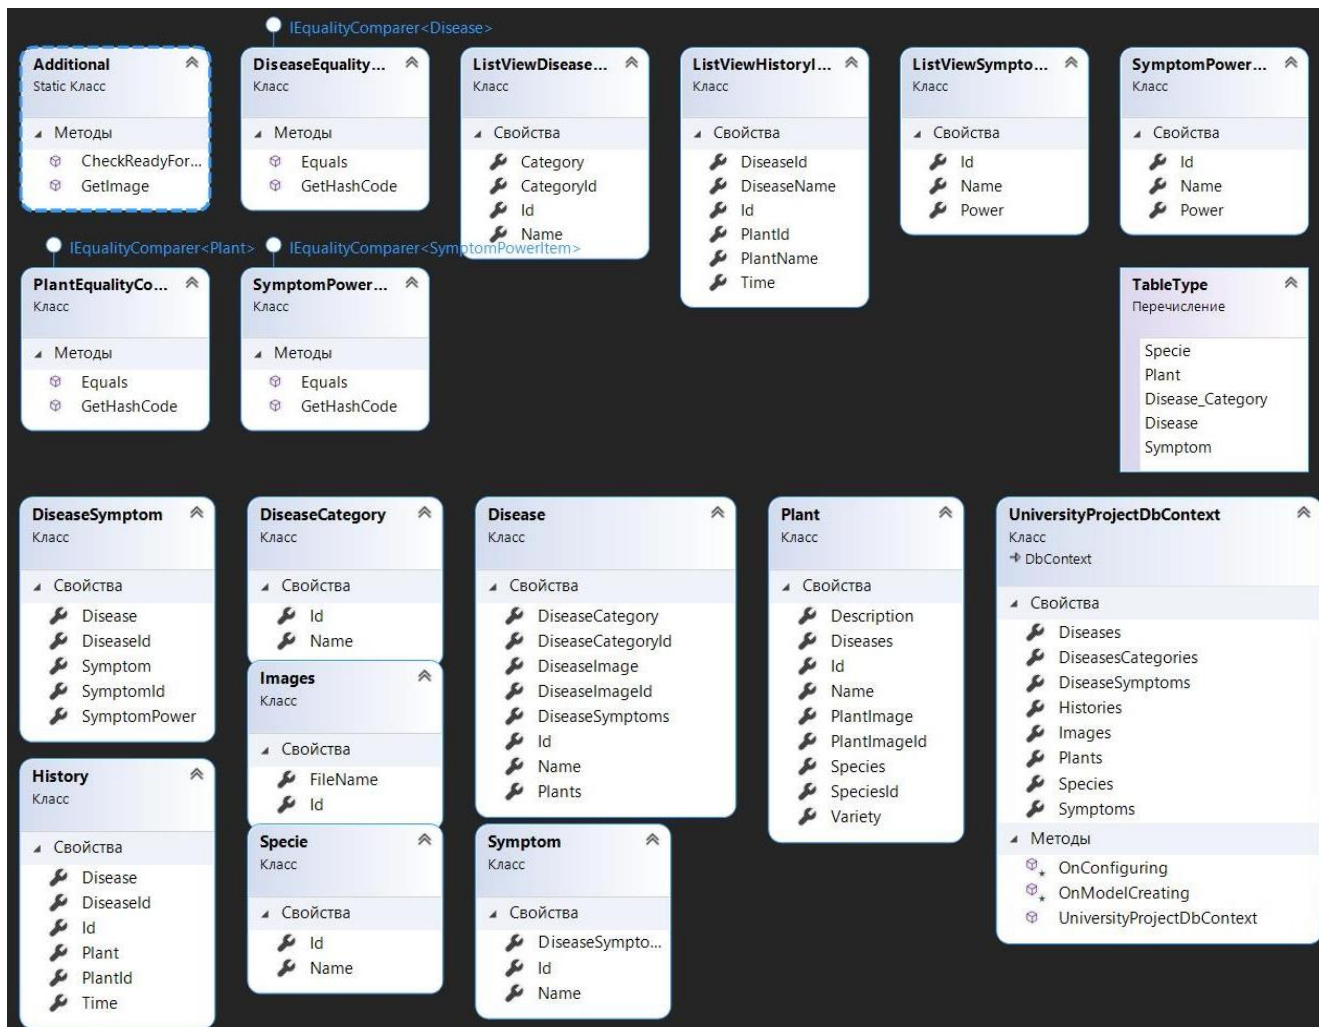 IEqualityComparer<Disease>
Additional
Static Класс
Методы
CheckReadyFor...
GetImage
DiseaseEquality...
Класс
Методы
Equals
GetHashCode
ListViewDisease...
Класс
Свойства
Category
CategoryId
Id
Name
ListViewHistoryI...
Класс
Свойства
DiseaseId
DiseaseName
Id
PlantId
PlantName
Time
ListViewSympto...
Класс
Свойства
Id
Name
Power
SymptomPower...
Класс
Свойства
Id
Name
Power
IEqualityComparer<Plant>
IEqualityComparer<SymptomPowerItem>
PlantEqualityCo...
Класс
Методы
Equals
GetHashCode
SymptomPower...
Класс
Методы
Equals
GetHashCode
TableType
Перечисление
Specie
Plant
Disease_Category
Disease
Symptom
DiseaseSymptom
Класс
Свойства
Disease
DiseaseId
Symptom
SymptomId
SymptomPower
History
Класс
Свойства
Disease
DiseaseId
Id
Plant
PlantId
Time
DiseaseCategory
Класс
Свойства
Id
Name
Images
Класс
Свойства
FileName
Id
Specie
Класс
Свойства
Id
Name
Disease
Класс
Свойства
DiseaseCategory
DiseaseCategoryId
DiseaseImage
DiseaseImageId
DiseaseSymptoms
Id
Name
Plants
Symptom
Класс
Свойства
DiseaseSympto...
Id
Name
Plant
Класс
Свойства
Description
Diseases
Id
Name
PlantImage
PlantImageId
Species
SpeciesId
Variety
UniversityProjectDbContext
Класс
DbContext
Свойства
Diseases
DiseasesCategories
DiseaseSymptoms
Histories
Images
Plants
Species
Symptoms
Методы
OnConfiguring
OnModelCreating
UniversityProjectDbContext